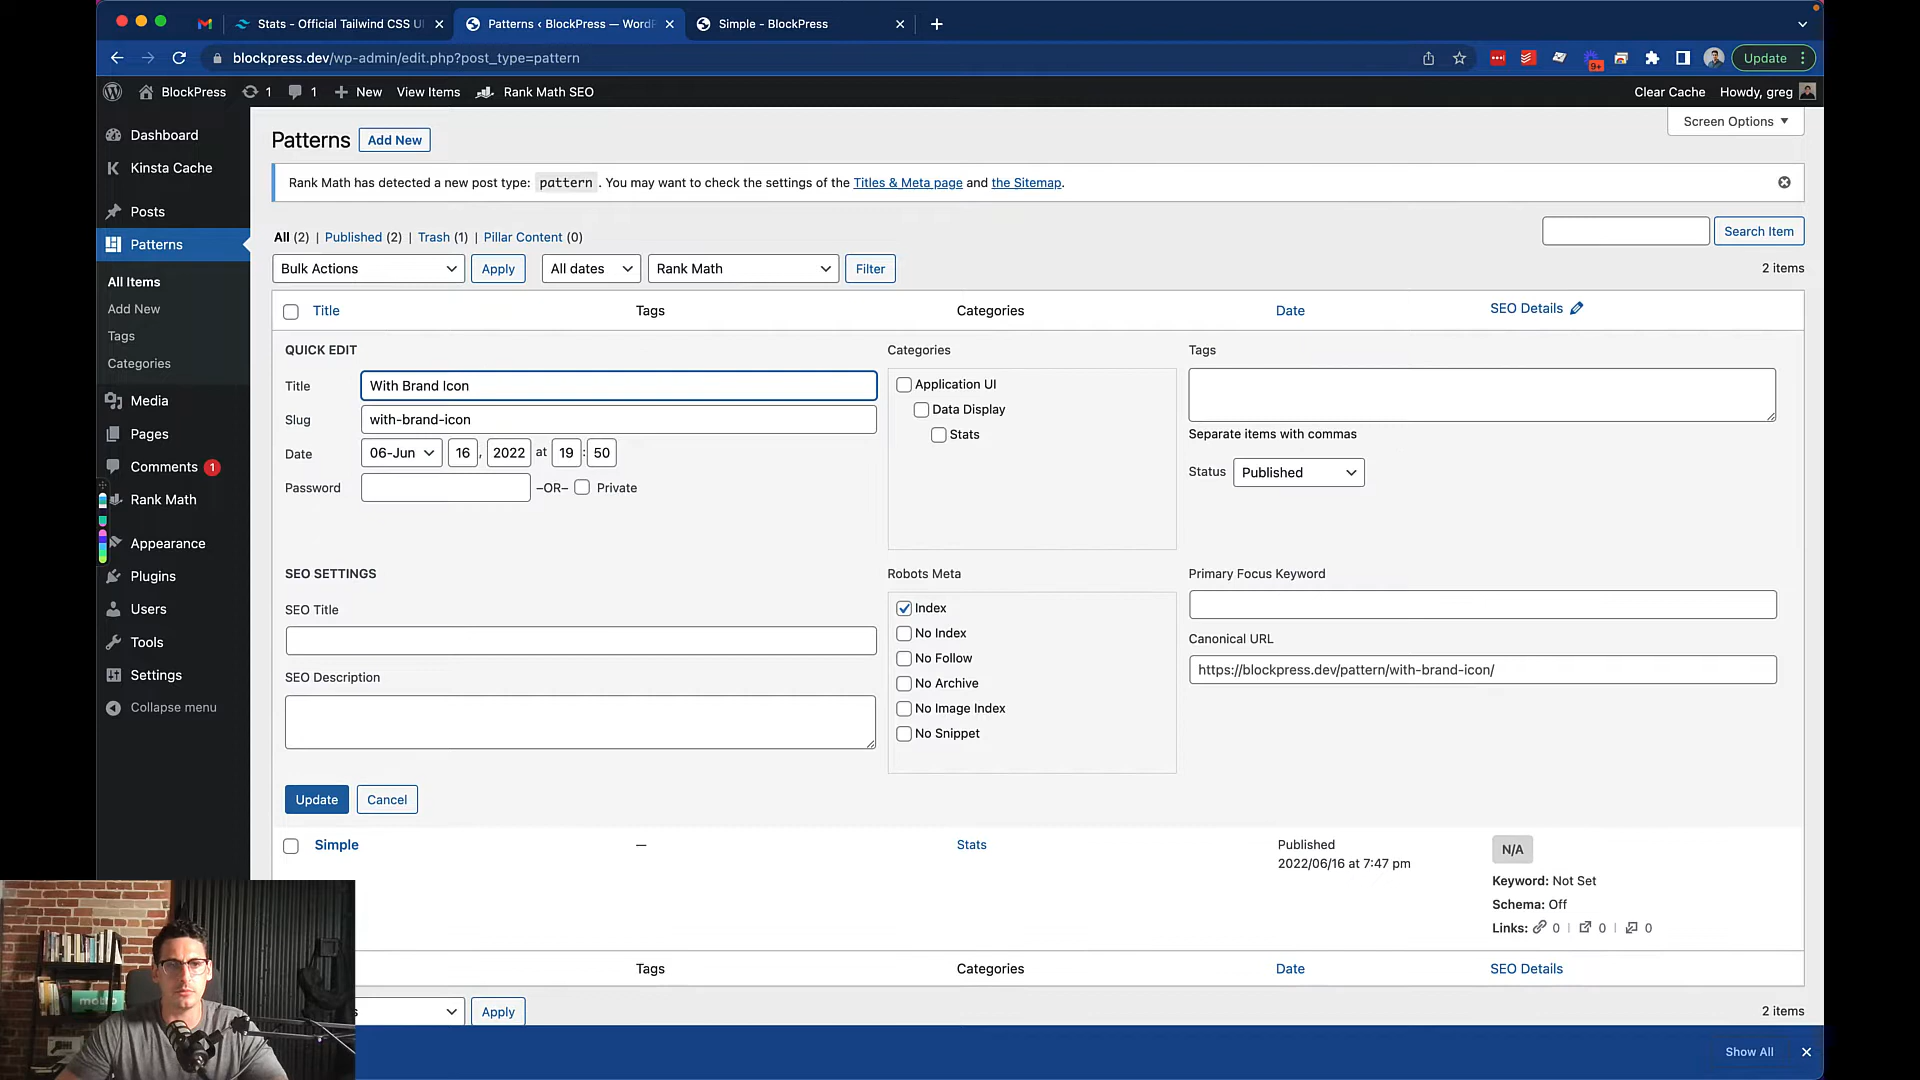 Stats - Official Tailwind CSS UI
Patterns ‹ BlockPress — WordP
Simple - BlockPress
blockpress.dev/wp-admin/edit.php?post_type=pattern
9+
Update
BlockPress
1
1
New
View Items
Rank Math SEO
Clear Cache
Howdy, greg
Dashboard
Kinsta Cache
Posts
Patterns
All Items
Add New
Tags
Categories
Media
Pages
Comments 1
Rank Math
Appearance
Plugins
Users
Tools
Settings
Collapse menu
Screen Options
Patterns
Add New
Rank Math has detected a new post type: pattern . You may want to check the settings of the Titles & Meta page and the Sitemap.
All (2) | Published (2) | Trash (1) | Pillar Content (0)
Search Item
Bulk Actions
Apply
All dates
Rank Math
Filter
2 items
Title
Tags
Categories
Date
SEO Details
QUICK EDIT
Title
With Brand Icon
Slug
with-brand-icon
Date
06-Jun 16, 2022 at 19 : 50
Password
–OR–
Private
Categories
Application UI
Data Display
Stats
Tags
Separate items with commas
Status
Published
SEO SETTINGS
SEO Title
SEO Description
Robots Meta
Index
No Index
No Follow
No Archive
No Image Index
No Snippet
Primary Focus Keyword
Canonical URL
https://blockpress.dev/pattern/with-brand-icon/
Update
Cancel
Simple
—
Stats
Published
2022/06/16 at 7:47 pm
N/A
Keyword: Not Set
Schema: Off
Links: 0 | 0 | 0
Tags
Categories
Date
SEO Details
Apply
2 items
Show All